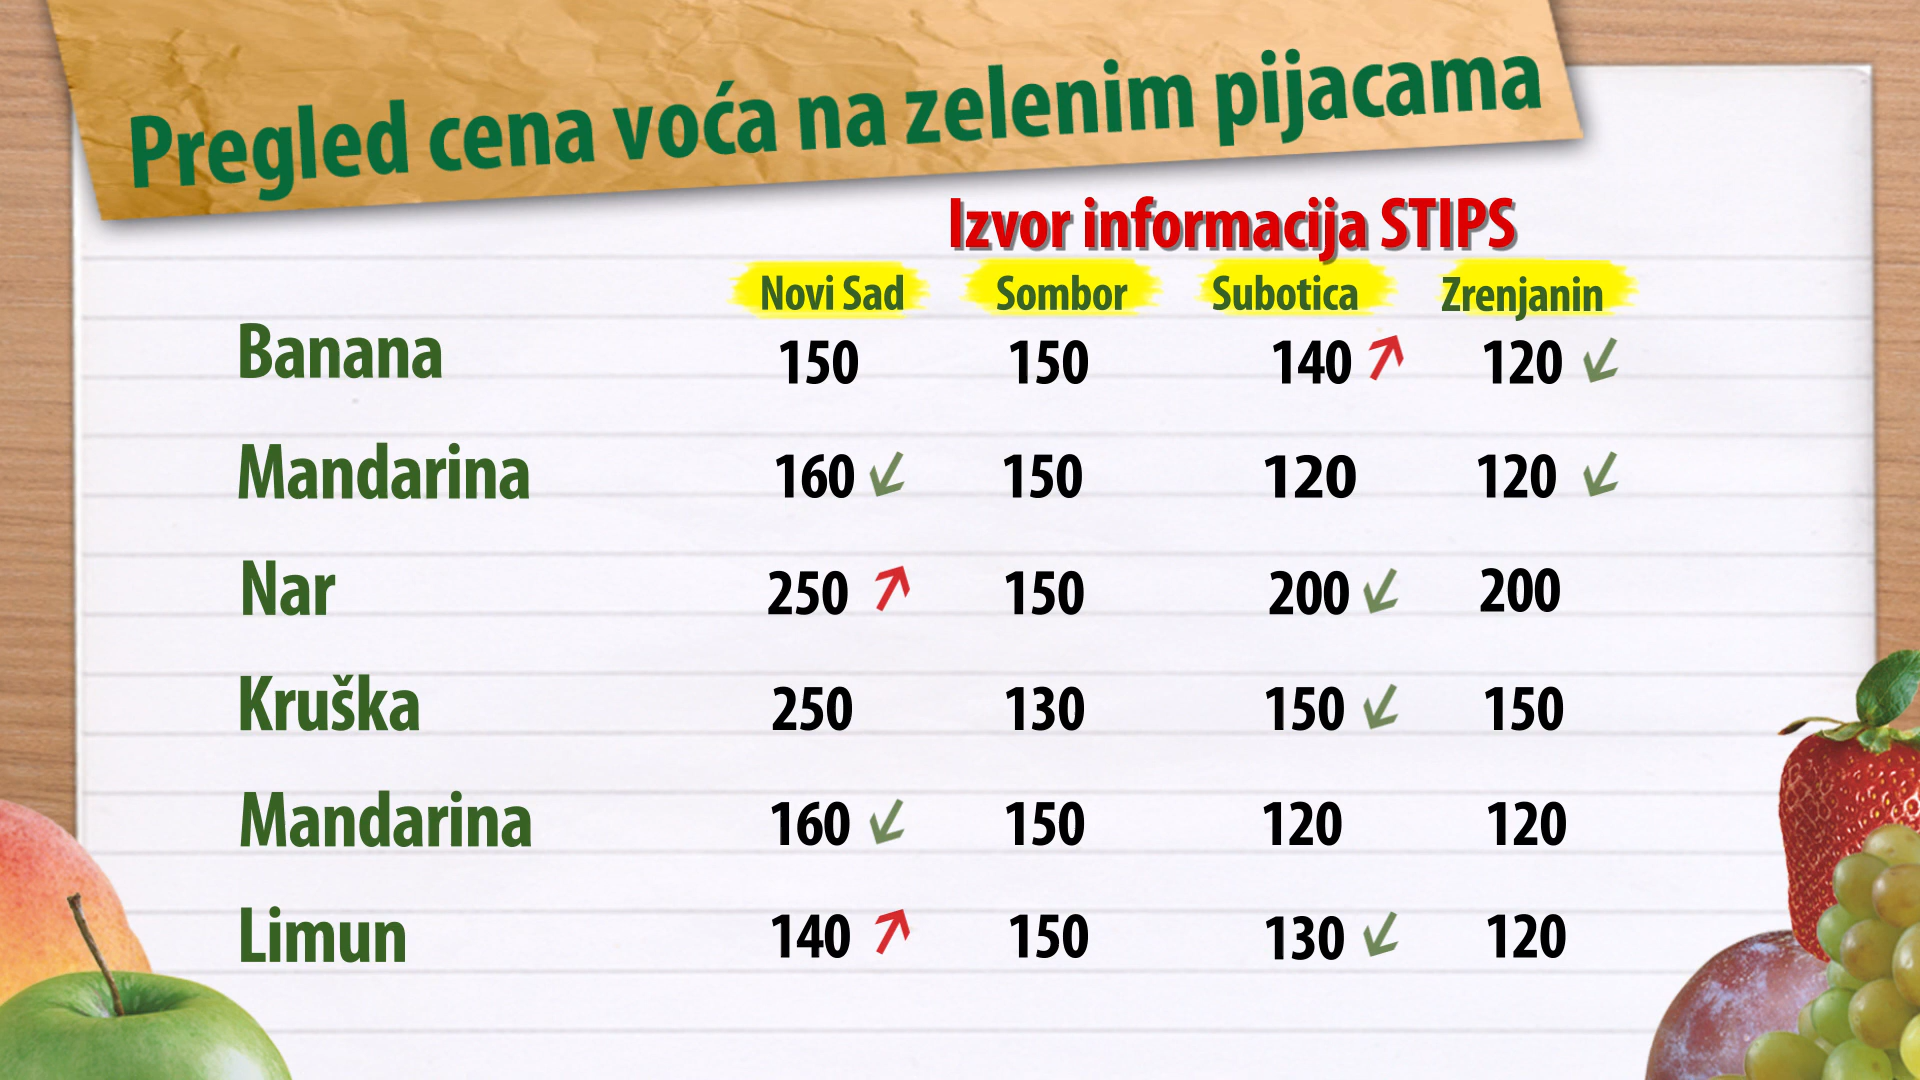 Pregled cena voća na zelenim pijacama
Izvor informacija STIPS
Novi Sad Sombor Subotica Zrenjanin
Banana 150 150 140 120
Mandarina 160 150 120 120
Nar 250 150 200 200
Kruška 250 130 150 150
Mandarina 160 150 120 120
Limun 140 150 130 120